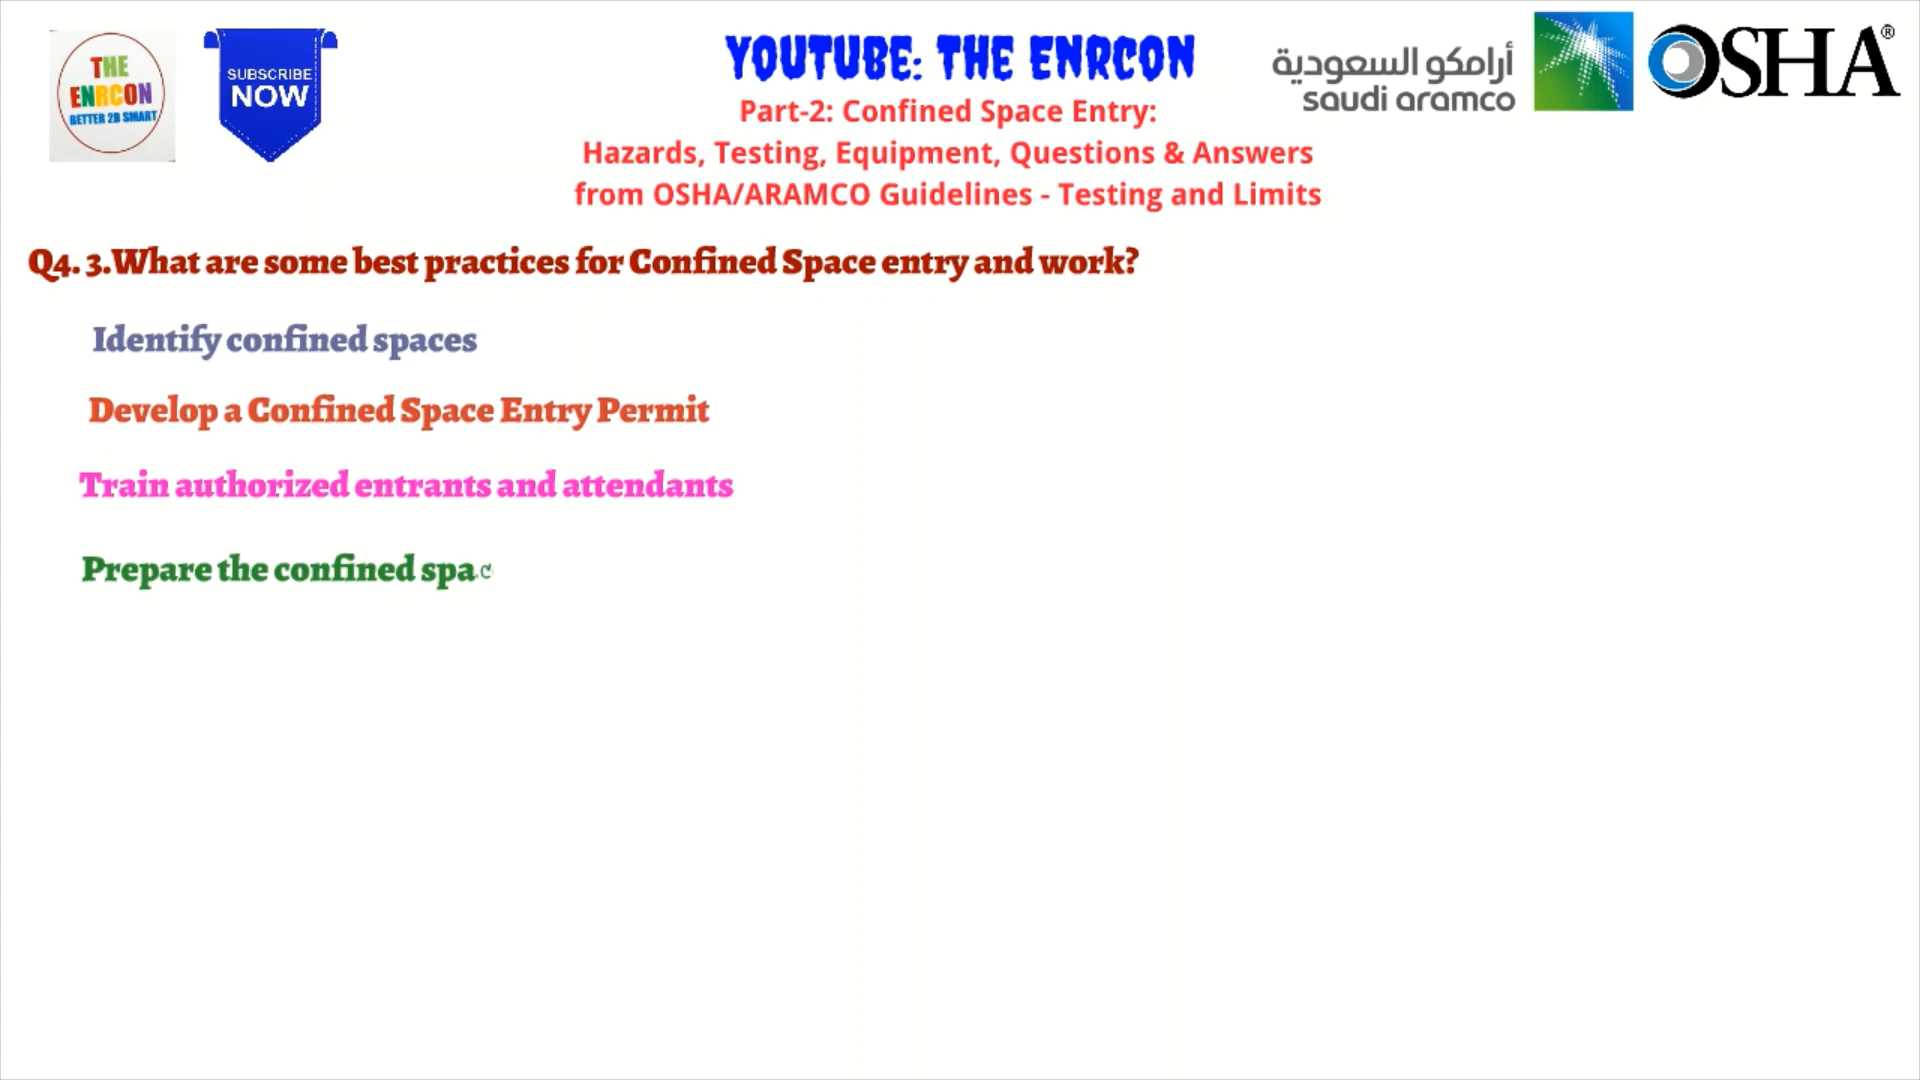 THE
ENRCON
BETTER 2B SMART
SUBSCRIBE
NOW
YOUTUBE: THE ENRCON
Part-2: Confined Space Entry:
Hazards, Testing, Equipment, Questions & Answers
from OSHA/ARAMCO Guidelines - Testing and Limits
أرامكو السعودية
saudi aramco
OSHA®
Q4. 3.What are some best practices for Confined Space entry and work?
Identify confined spaces
Develop a Confined Space Entry Permit
Train authorized entrants and attendants
Prepare the confined spac